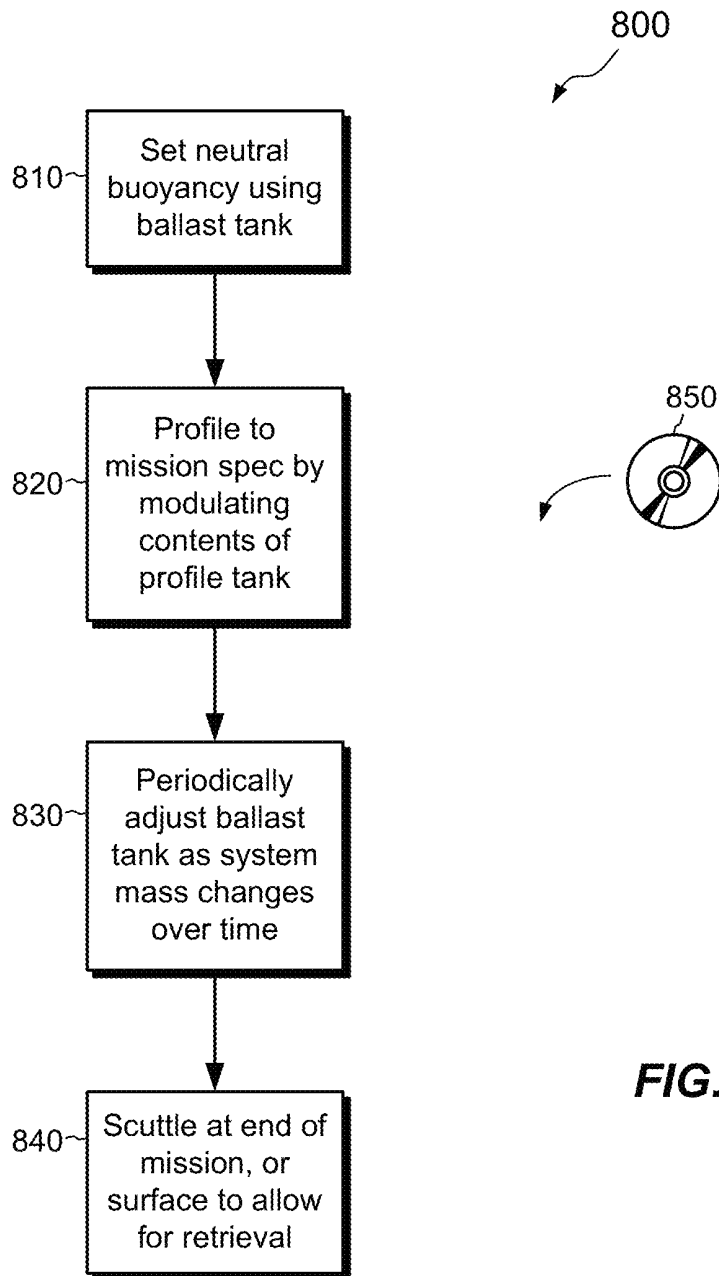 800
810
Set neutral
buoyancy using
ballast tank
820
Profile to
mission spec by
modulating
contents of
profile tank
850
830
Periodically
adjust ballast
tank as system
mass changes
over time
840
Scuttle at end of
mission, or
surface to allow
for retrieval
FIG.